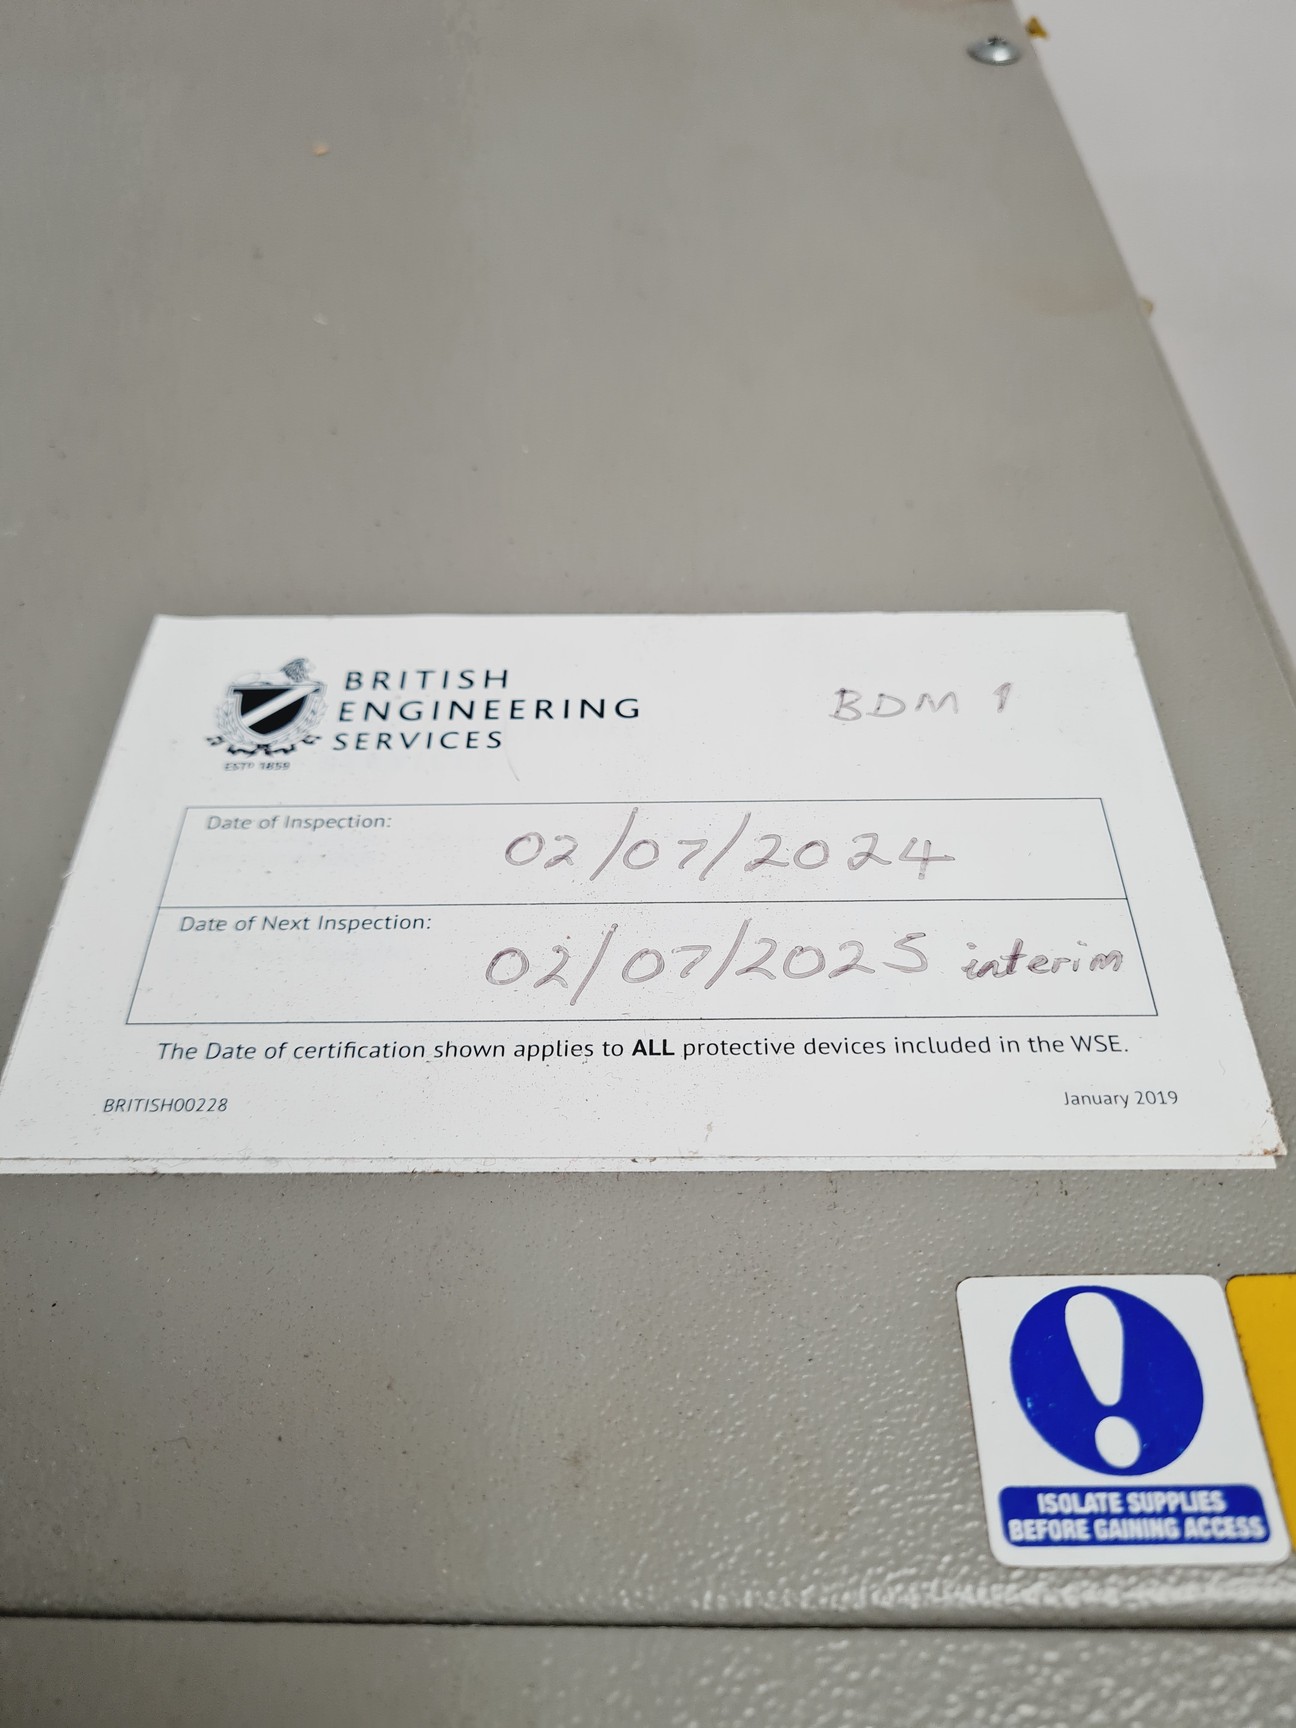 BRITISH
ENGINEERING
SERVICES
ESTD 1859
BDM 1
Date of Inspection:
02/07/2024
Date of Next Inspection:
02/07/2025 interim
The Date of certification shown applies to ALL protective devices included in the WSE.
BRITISH00228
January 2019
ISOLATE SUPPLIES
BEFORE GAINING ACCESS